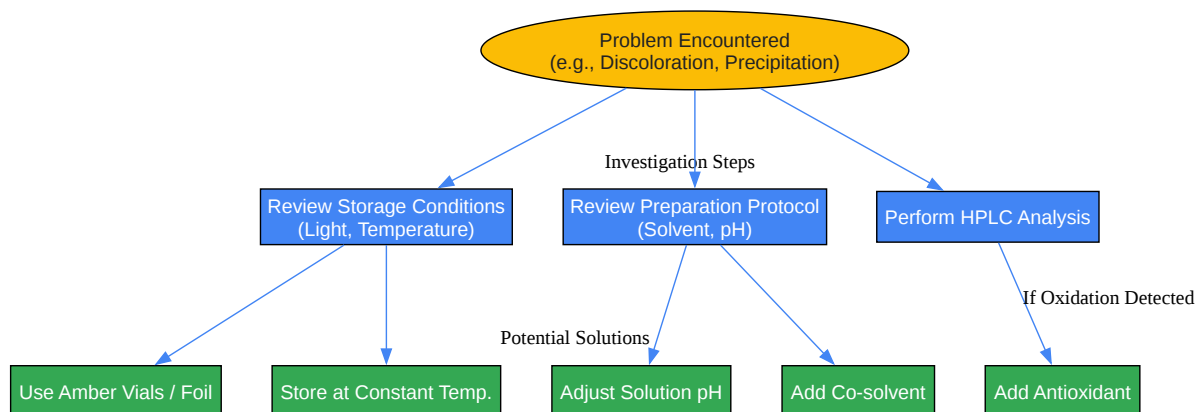 Problem Encountered
(e.g., Discoloration, Precipitation)
Investigation Steps
Review Storage Conditions
(Light, Temperature)
Review Preparation Protocol
(Solvent, pH)
Perform HPLC Analysis
If Oxidation Detected
Potential Solutions
Use Amber Vials / Foil
Store at Constant Temp.
Adjust Solution pH
Add Co-solvent
Add Antioxidant